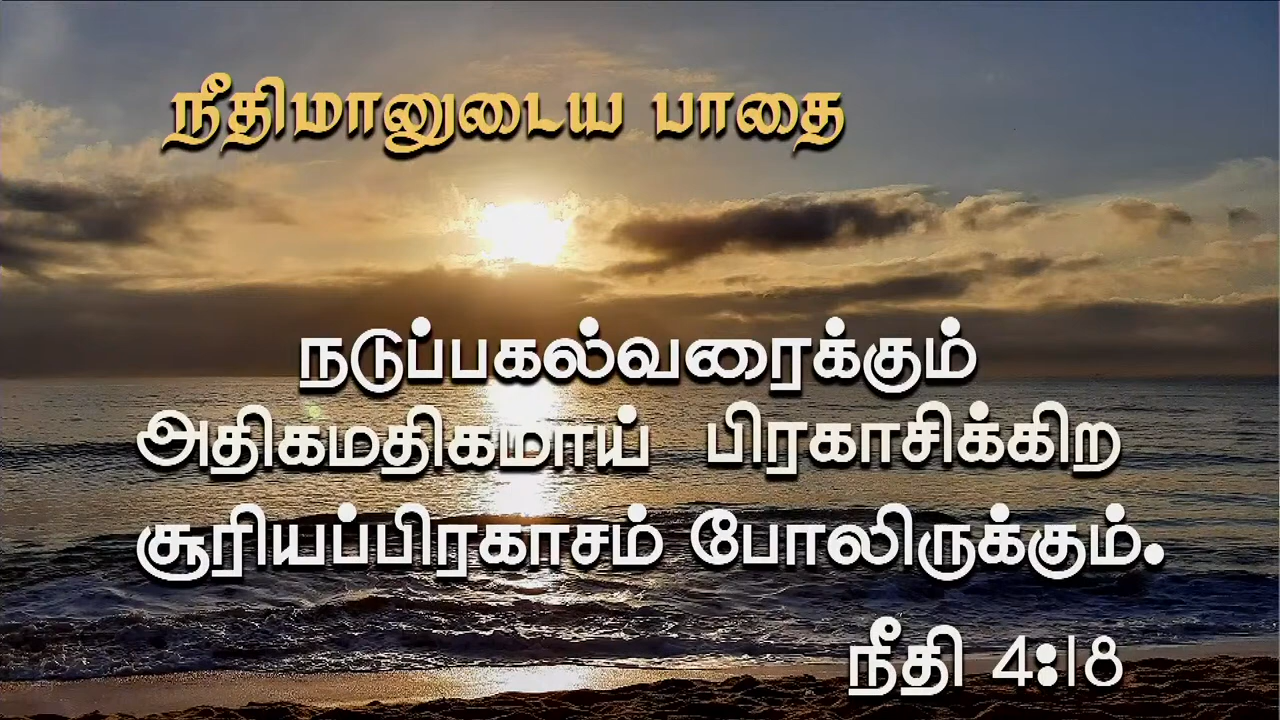 நீதிமானுடைய பாதை
நடுப்பகல்வரைக்கும்
அதிகமதிகமாய் பிரகாசிக்கிற
சூரியப்பிரகாசம் போலிருக்கும்.
நீதி 4:18